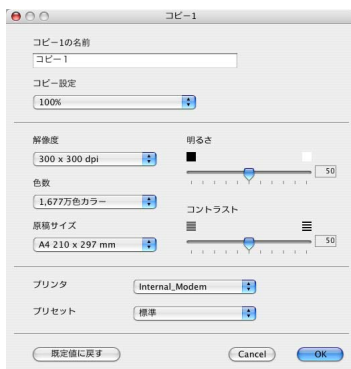 コピー1
コピー1の名前
コピー1
コピー設定
100%
解像度
明るさ
300 x 300 dpi
50
色数
1,677万色カラー
コントラスト
原稿サイズ
A4 210 x 297 mm
50
プリンタ
Internal_Modem
プリセット
標準
既定値に戻す
Cancel
OK